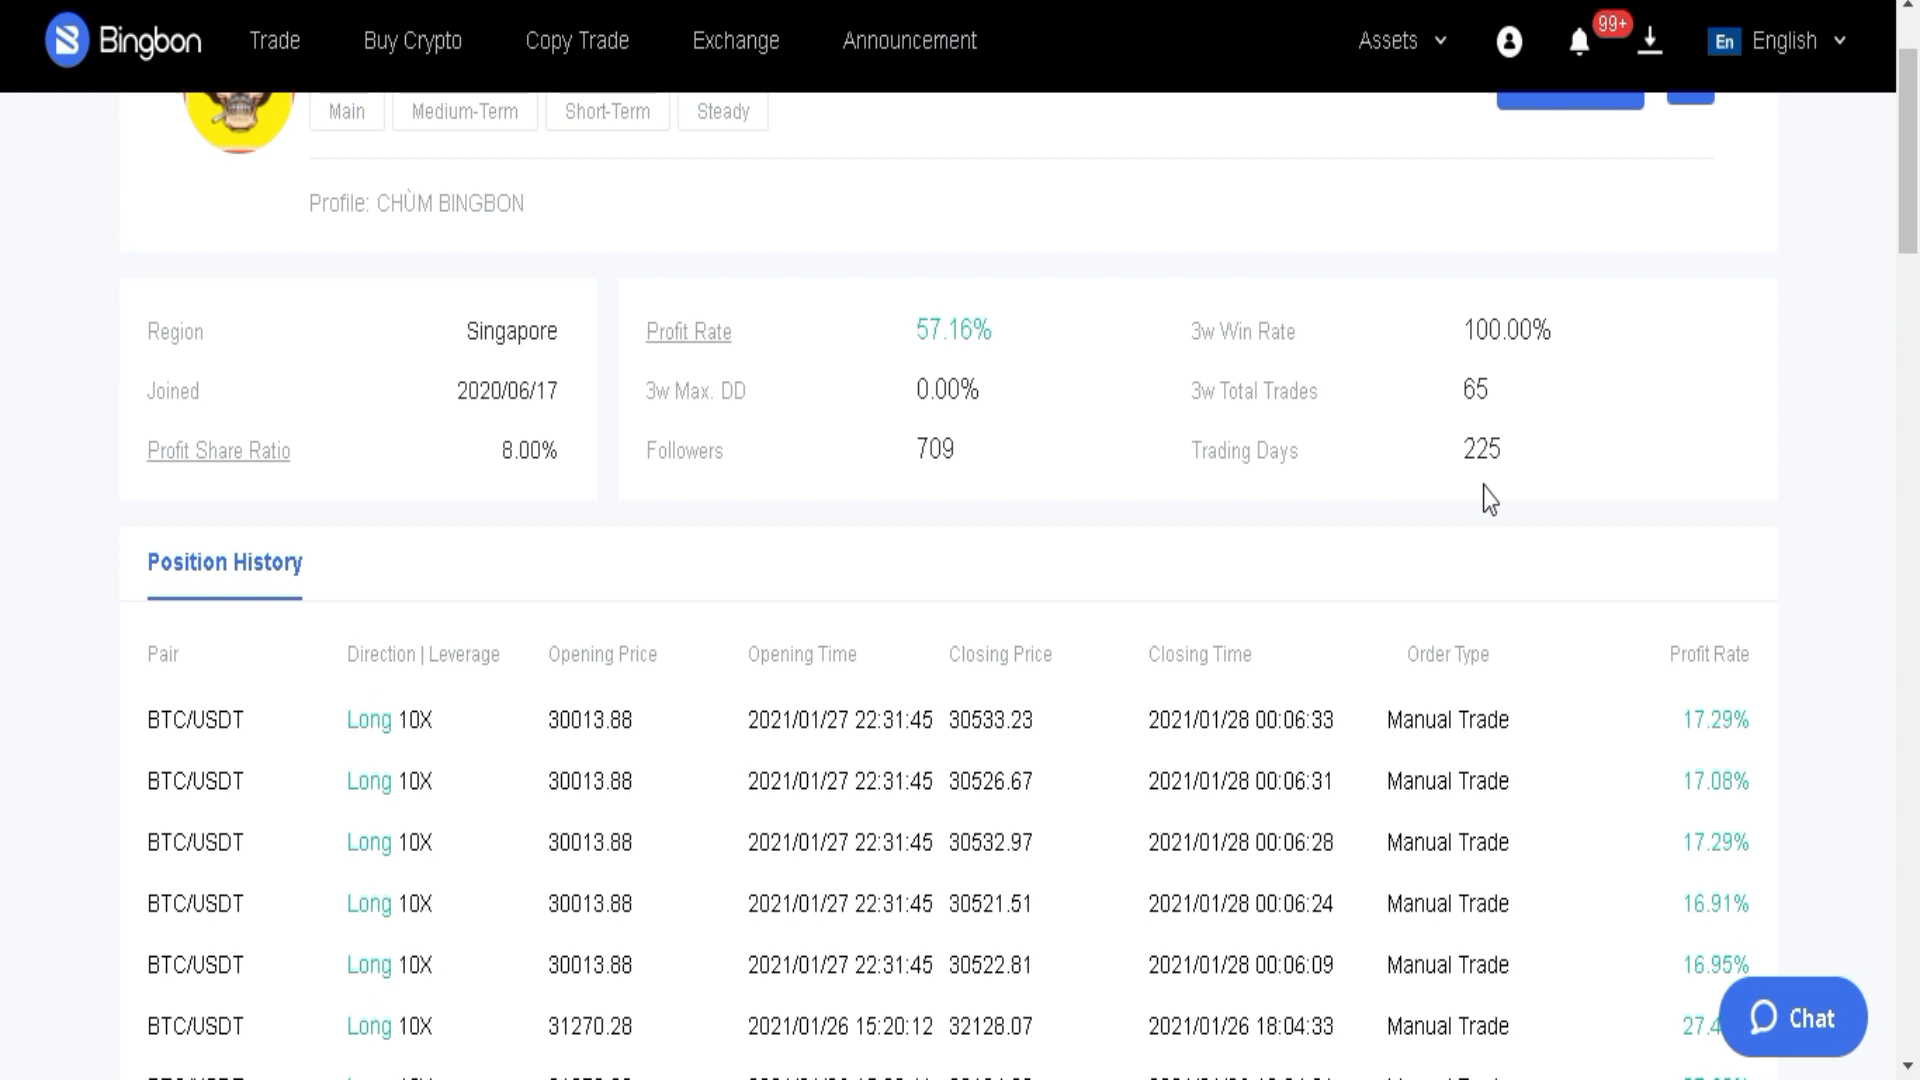 Bingbon Trade Buy Crypto Copy Trade Exchange Announcement Assets 99+ En English
Main Medium-Term Short-Term Steady
Profile: CHÙM BINGBON
Region Singapore
Joined 2020/06/17
Profit Share Ratio 8.00%
Profit Rate 57.16% 3w Win Rate 100.00%
3w Max. DD 0.00% 3w Total Trades 65
Followers 709 Trading Days 225
Position History
Pair Direction | Leverage Opening Price Opening Time Closing Price Closing Time Order Type Profit Rate
BTC/USDT Long 10X 30013.88 2021/01/27 22:31:45 30533.23 2021/01/28 00:06:33 Manual Trade 17.29%
BTC/USDT Long 10X 30013.88 2021/01/27 22:31:45 30526.67 2021/01/28 00:06:31 Manual Trade 17.08%
BTC/USDT Long 10X 30013.88 2021/01/27 22:31:45 30532.97 2021/01/28 00:06:28 Manual Trade 17.29%
BTC/USDT Long 10X 30013.88 2021/01/27 22:31:45 30521.51 2021/01/28 00:06:24 Manual Trade 16.91%
BTC/USDT Long 10X 30013.88 2021/01/27 22:31:45 30522.81 2021/01/28 00:06:09 Manual Trade 16.95%
BTC/USDT Long 10X 31270.28 2021/01/26 15:20:12 32128.07 2021/01/26 18:04:33 Manual Trade
Chat